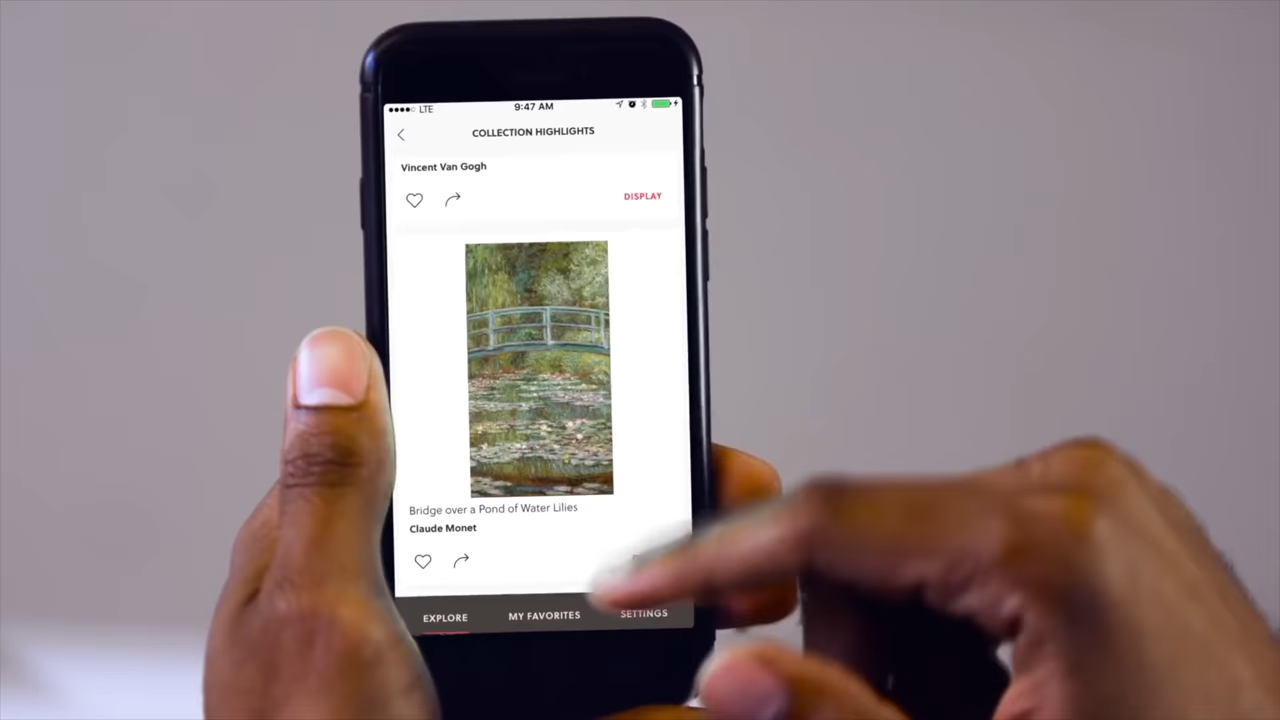 LTE
9:47 AM
COLLECTION HIGHLIGHTS
Vincent Van Gogh
DISPLAY
Bridge over a Pond of Water Lilies
Claude Monet
EXPLORE
MY FAVORITES
SETTINGS